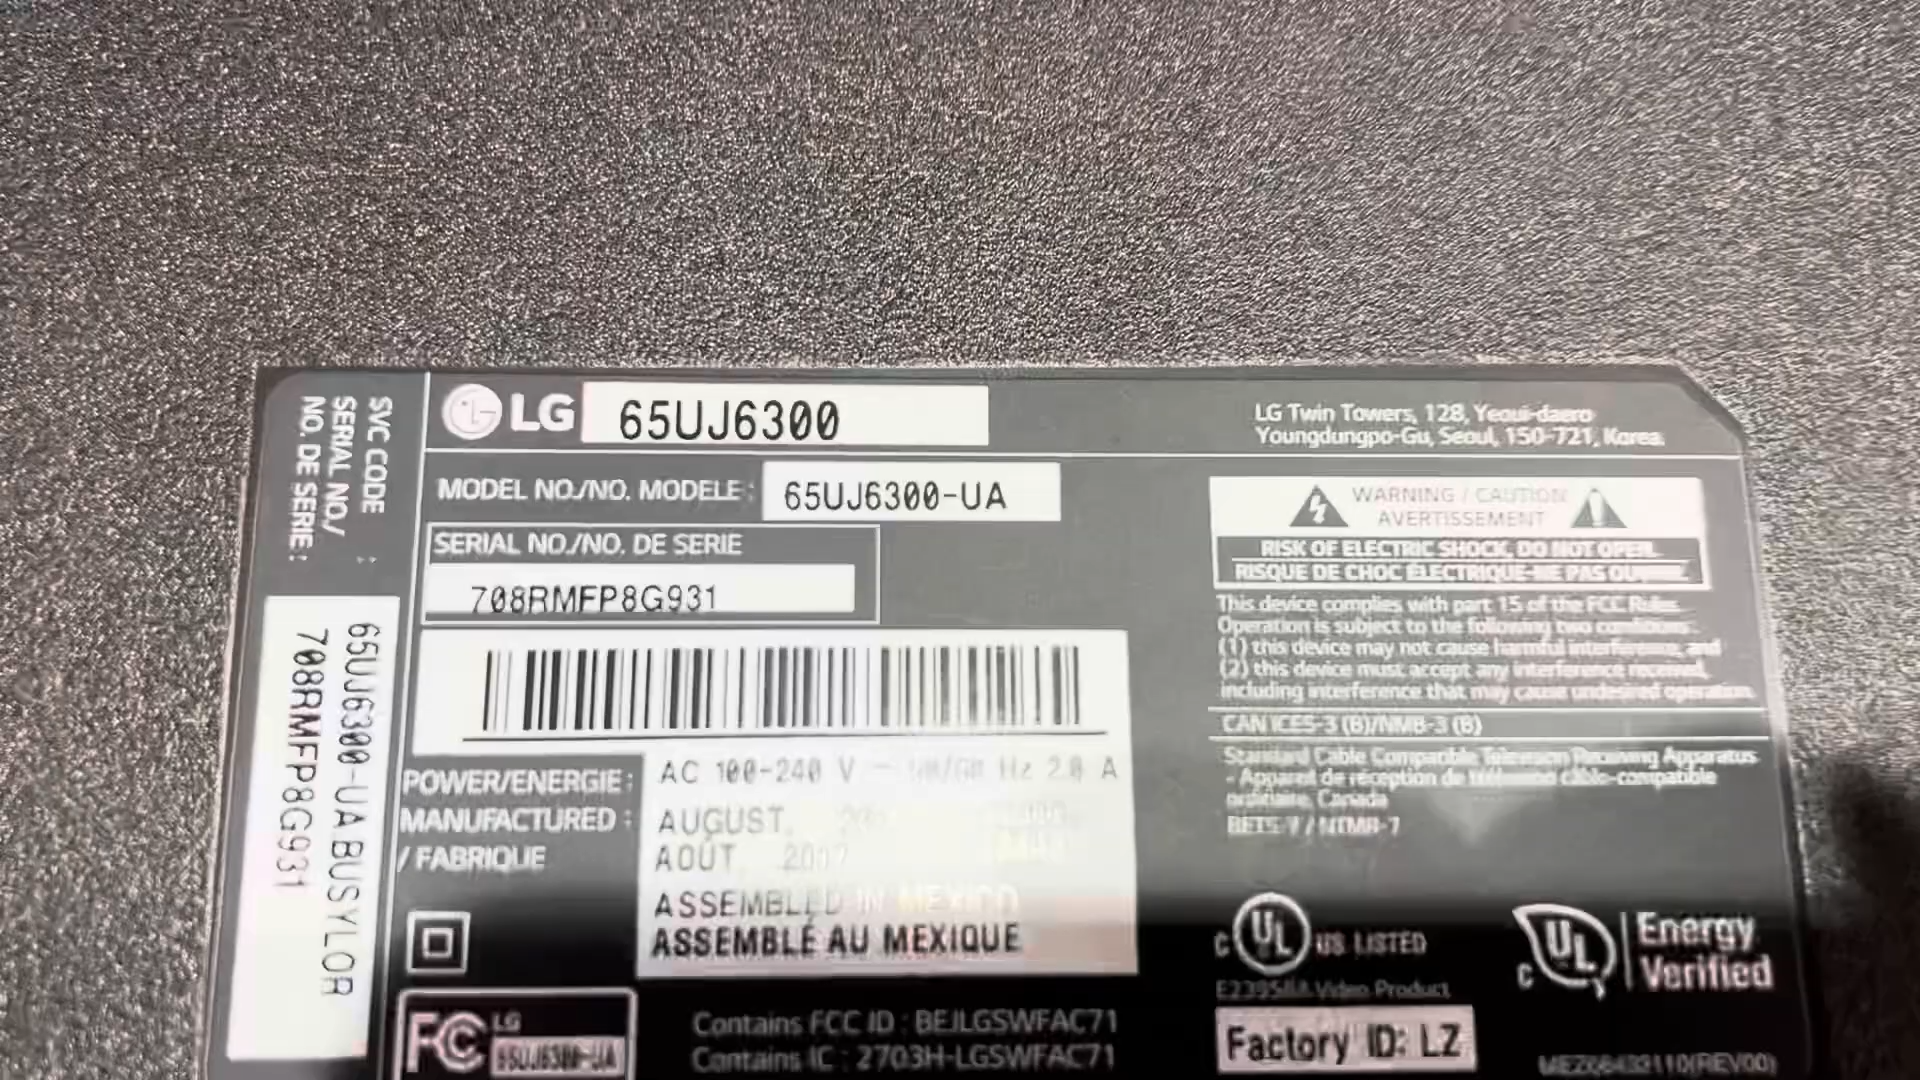 SVC CODE :
SERIAL NO./
NO. DE SERIE :
65UJ6300-UA BUSYLOR
708RMFP8G931
LG 65UJ6300
MODEL NO./NO. MODELE : 65UJ6300-UA
SERIAL NO./NO. DE SERIE
708RMFP8G931
POWER/ENERGIE : AC 100-240 V 50/60 Hz 2.0 A
MANUFACTURED : AUGUST,
/ FABRIQUE AOÛT, 2017
ASSEMBLED IN MEXICO
ASSEMBLÉ AU MEXIQUE
FC LG
65UJ6300-UA
Contains FCC ID : BEJLGSWFAC71
Contains IC : 2703H-LGSWFAC71
LG Twin Towers, 128, Yeoui-daero
Youngdungpo-Gu, Seoul, 150-721, Korea
WARNING / CAUTION
AVERTISSEMENT
RISK OF ELECTRIC SHOCK, DO NOT OPEN.
RISQUE DE CHOC ÉLECTRIQUE-NE PAS OUVRIR.
This device complies with part 15 of the FCC Rules.
Operation is subject to the following two conditions:
(1) this device may not cause harmful interference, and
(2) this device must accept any interference received,
including interference that may cause undesired operation.
CAN ICES-3 (B)/NMB-3 (B)
Standard Cable Compatible Television Receiving Apparatus
- Appareil de réception de télévision câblo-compatible
Canada
BETS-7 / NTMR-7
C UL US LISTED
Video Product
Factory ID: LZ
C UL Energy
Verified
(REV00)